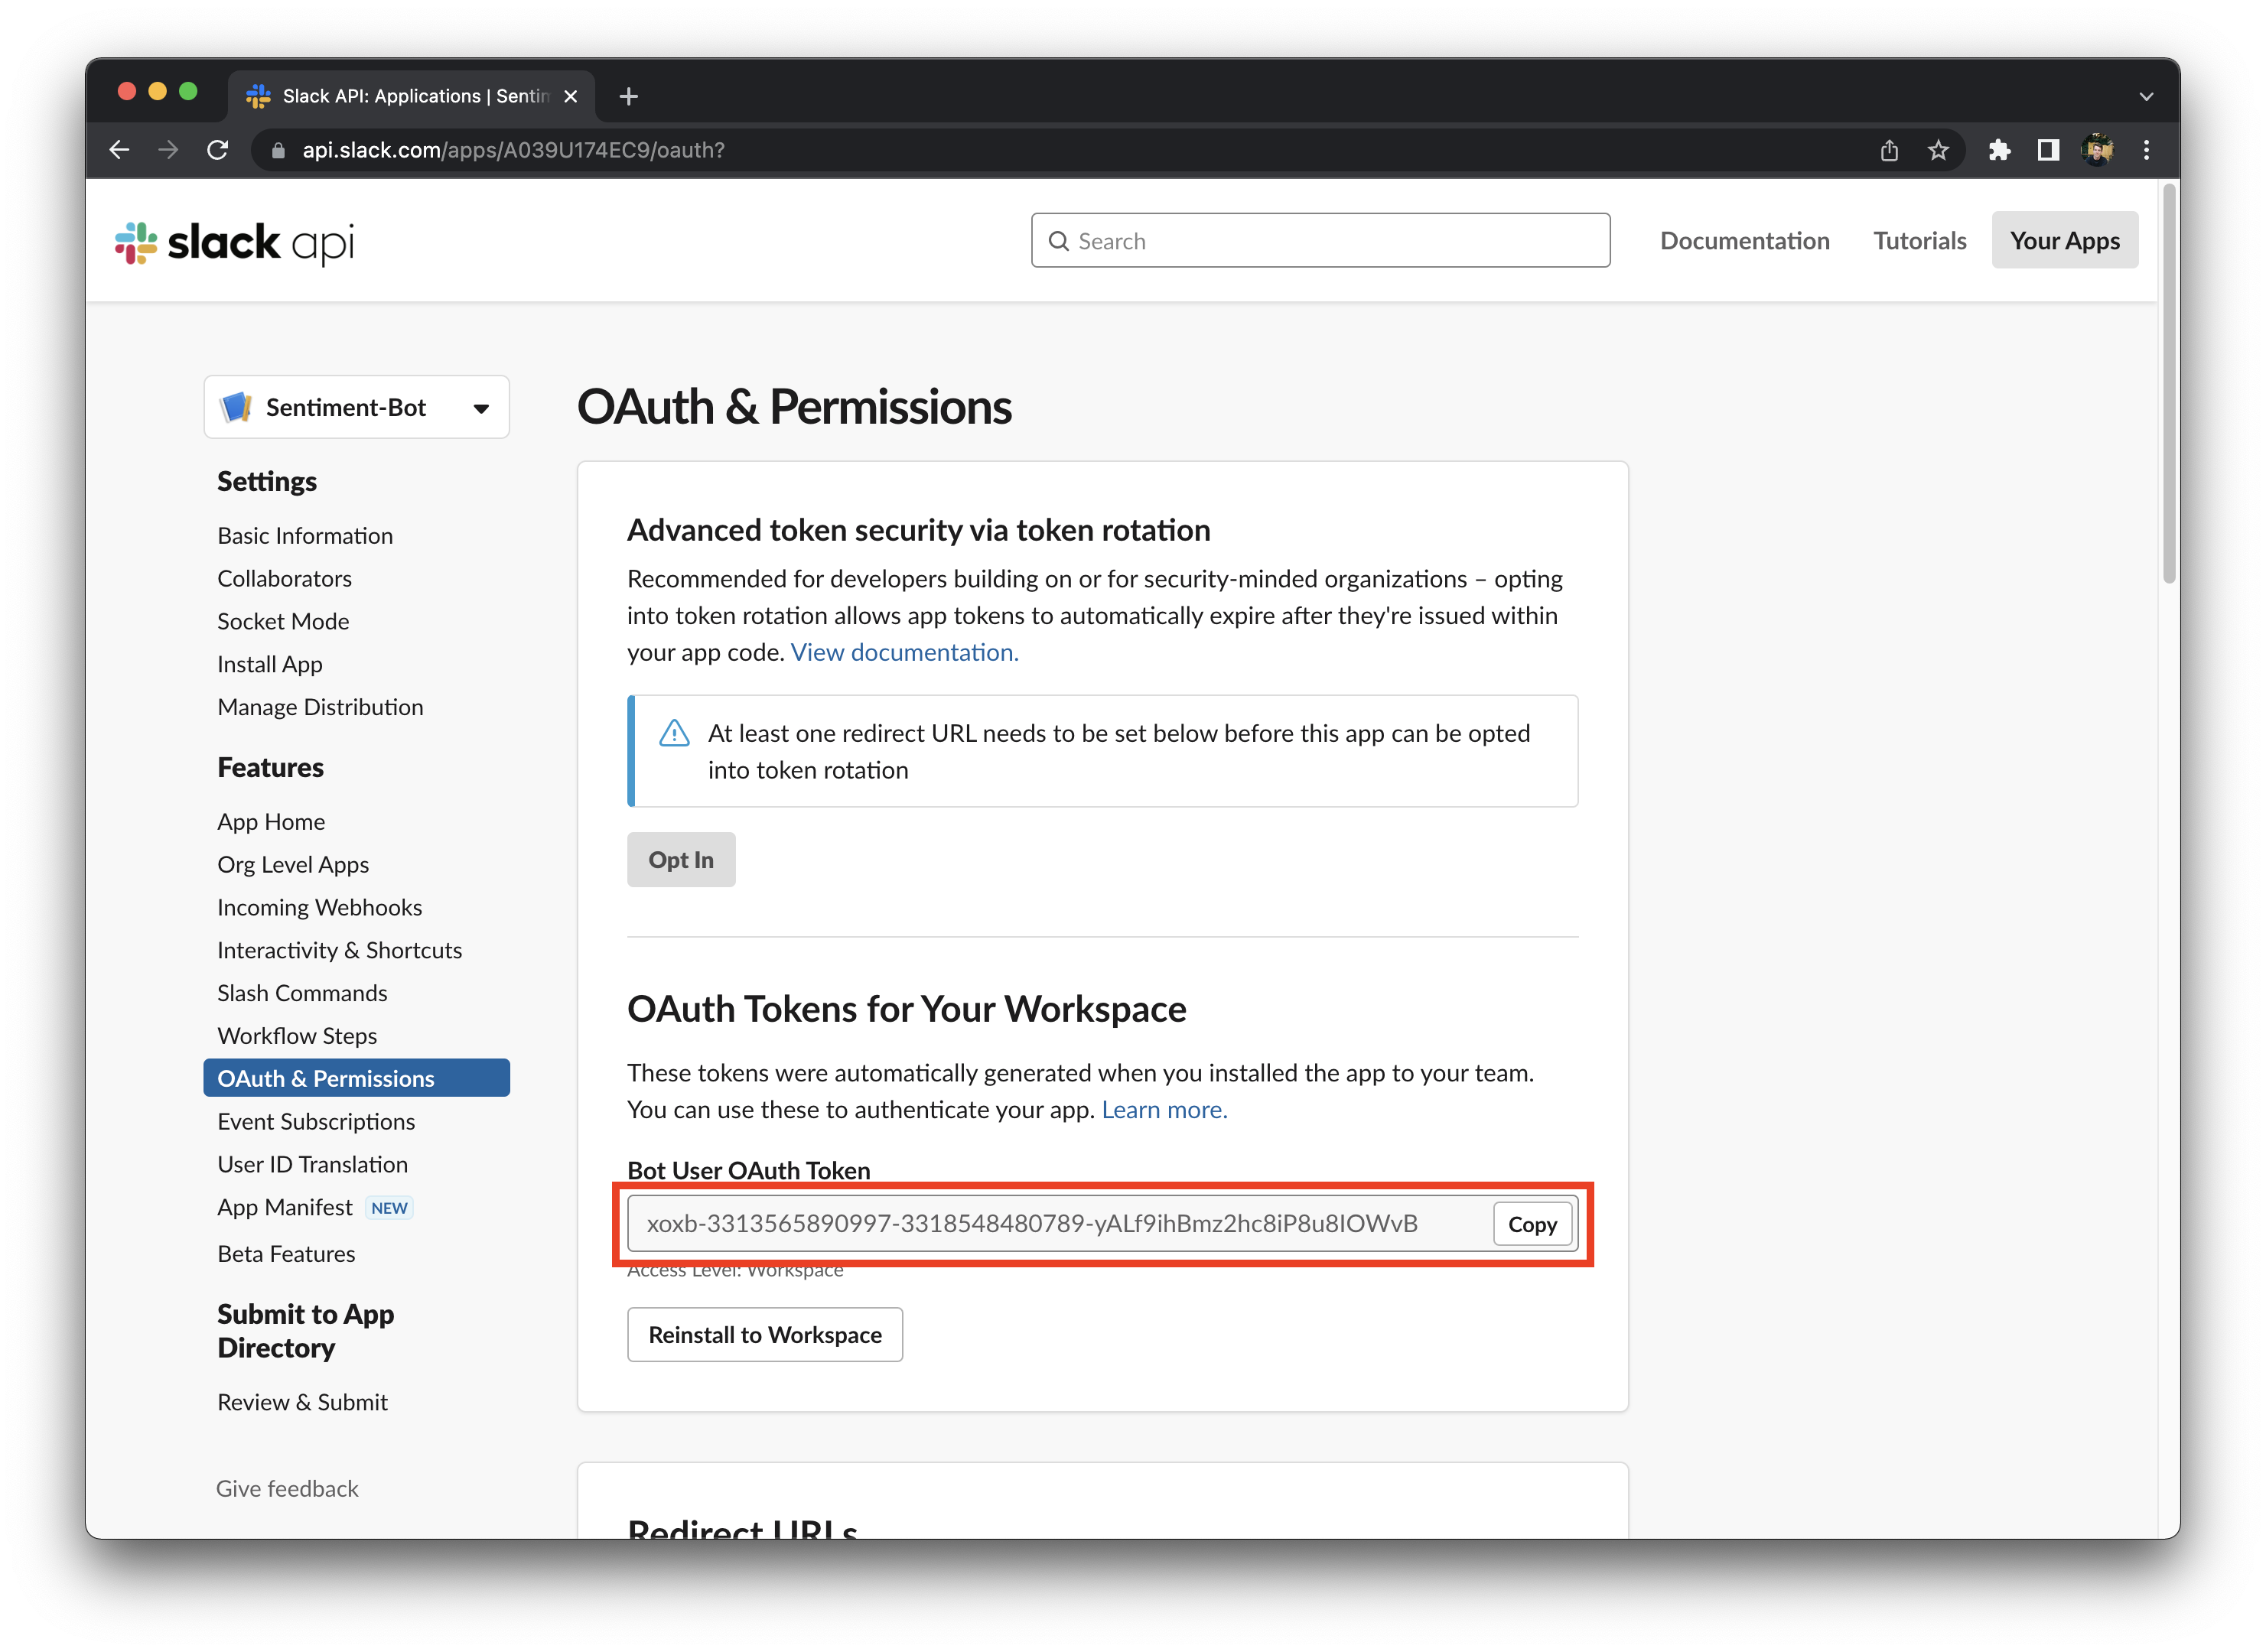 Slack API: Applications | Sentin
api.slack.com/apps/A039U174EC9/oauth?
slack api
Search
Documentation
Tutorials
Your Apps
Sentiment-Bot
Settings
Basic Information
Collaborators
Socket Mode
Install App
Manage Distribution
Features
App Home
Org Level Apps
Incoming Webhooks
Interactivity & Shortcuts
Slash Commands
Workflow Steps
OAuth & Permissions
Event Subscriptions
User ID Translation
App Manifest NEW
Beta Features
Submit to App
Directory
Review & Submit
Give feedback
OAuth & Permissions
Advanced token security via token rotation
Recommended for developers building on or for security-minded organizations – opting
into token rotation allows app tokens to automatically expire after they're issued within
your app code. View documentation.
At least one redirect URL needs to be set below before this app can be opted
into token rotation
Opt In
OAuth Tokens for Your Workspace
These tokens were automatically generated when you installed the app to your team.
You can use these to authenticate your app. Learn more.
Bot User OAuth Token
xoxb-3313565890997-3318548480789-yALf9ihBmz2hc8iP8u8IOWvB
Copy
Access Level: Workspace
Reinstall to Workspace
Redirect URLs